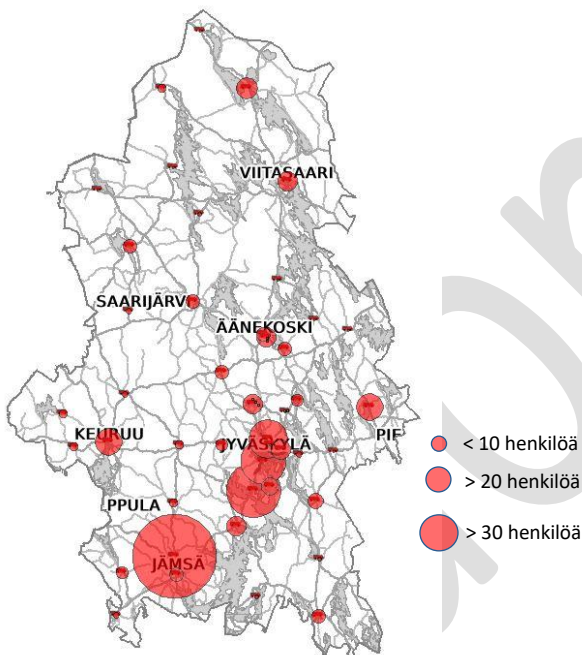 VIITASAARI
SAARIJÄRVI
ÄÄNEKOSKI
KEURUU
JYVÄSKYLÄ
PIE
< 10 henkilöä
PPULA
> 20 henkilöä
> 30 henkilöä
JÄMSÄ